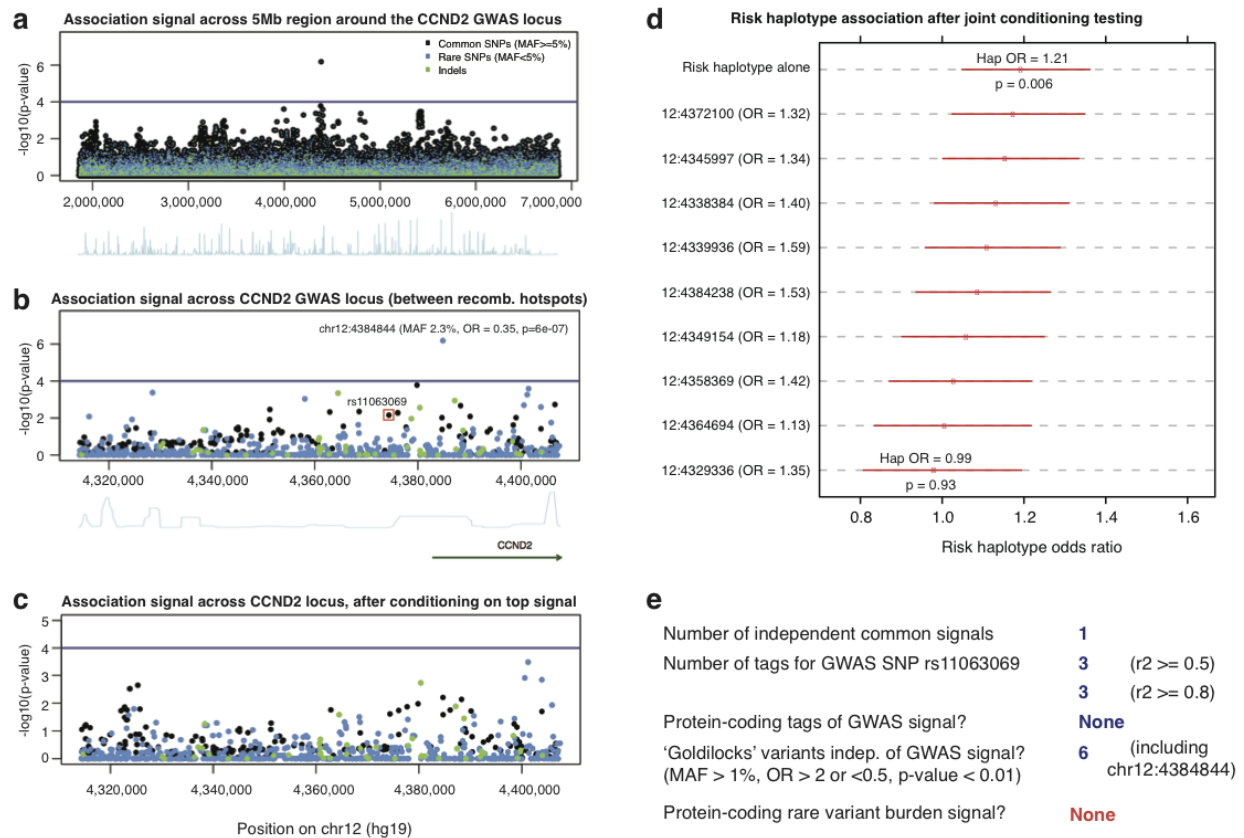 a
Association signal across 5Mb region around the CCND2 GWAS locus
-log10(p-value)
6
4
2
0
Common SNPs (MAF>=5%)
Rare SNPs (MAF<5%)
Indels
2,000,000 3,000,000 4,000,000 5,000,000 6,000,000 7,000,000
b
Association signal across CCND2 GWAS locus (between recomb. hotspots)
-log10(p-value)
6
4
2
0
chr12:4384844 (MAF 2.3%, OR = 0.35, p=6e-07)
rs11063069
4,320,000 4,340,000 4,360,000 4,380,000 4,400,000
CCND2
c
Association signal across CCND2 locus, after conditioning on top signal
-log10(p-value)
5
4
3
2
1
0
4,320,000 4,340,000 4,360,000 4,380,000 4,400,000
Position on chr12 (hg19)
d
Risk haplotype association after joint conditioning testing
Risk haplotype alone
Hap OR = 1.21
p = 0.006
12:4372100 (OR = 1.32)
12:4345997 (OR = 1.34)
12:4338384 (OR = 1.40)
12:4339936 (OR = 1.59)
12:4384238 (OR = 1.53)
12:4349154 (OR = 1.18)
12:4358369 (OR = 1.42)
12:4364694 (OR = 1.13)
12:4329336 (OR = 1.35)
Hap OR = 0.99
p = 0.93
0.8 1.0 1.2 1.4 1.6
Risk haplotype odds ratio
e
Number of independent common signals 1
Number of tags for GWAS SNP rs11063069 3 (r2 >= 0.5)
3 (r2 >= 0.8)
Protein-coding tags of GWAS signal? None
‘Goldilocks’ variants indep. of GWAS signal? 6 (including
(MAF > 1%, OR > 2 or <0.5, p-value < 0.01) chr12:4384844)
Protein-coding rare variant burden signal? None